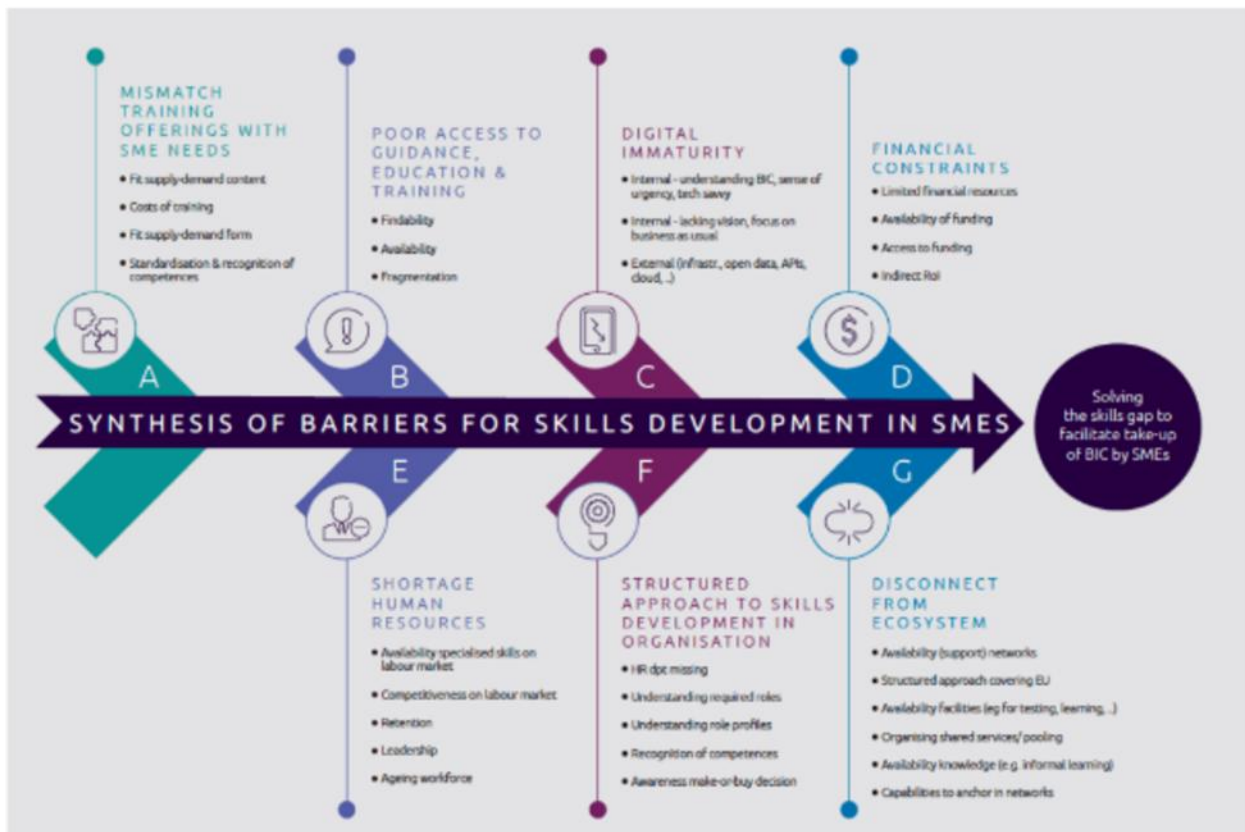 MISMATCH
TRAINING
OFFERINGS WITH
SME NEEDS
• Fit supply-demand content
• Costs of training
• Fit supply-demand form
• Standardisation & recognition of
competences
POOR ACCESS TO
GUIDANCE,
EDUCATION &
TRAINING
• Findability
• Availability
• Fragmentation
DIGITAL
IMMATURITY
• Internal - understanding BIC, sense of
urgency, tech savvy
• Internal - lacking vision, focus on
business as usual
• External (infrastr., open data, APIs,
cloud, ..)
FINANCIAL
CONSTRAINTS
• Limited financial resources
• Availability of funding
• Access to funding
• Indirect RoI
A
B
C
D
SYNTHESIS OF BARRIERS FOR SKILLS DEVELOPMENT IN SMES
Solving
the skills gap to
facilitate take-up
of BIC by SMEs
E
F
G
SHORTAGE
HUMAN
RESOURCES
• Availability specialised skills on
labour market
• Competitiveness on labour market
• Retention
• Leadership
• Ageing workforce
STRUCTURED
APPROACH TO SKILLS
DEVELOPMENT IN
ORGANISATION
• HR dpt missing
• Understanding required roles
• Understanding role profiles
• Recognition of competences
• Awareness make-or-buy decision
DISCONNECT
FROM
ECOSYSTEM
• Availability (support) networks
• Structured approach covering EU
• Availability facilities (eg for testing, learning, ..)
• Organising shared services/ pooling
• Availability knowledge (e.g. informal learning)
• Capabilities to anchor in networks